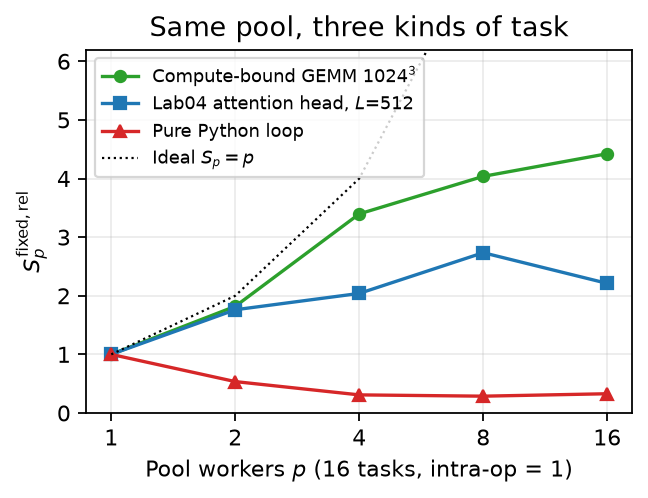 Same pool, three kinds of task
Compute-bound GEMM 1024³
Lab04 attention head, L=512
Pure Python loop
Ideal Sₚ = p
Sₚ^fixed, rel
6
5
4
3
2
1
0
1 2 4 8 16
Pool workers p (16 tasks, intra-op = 1)